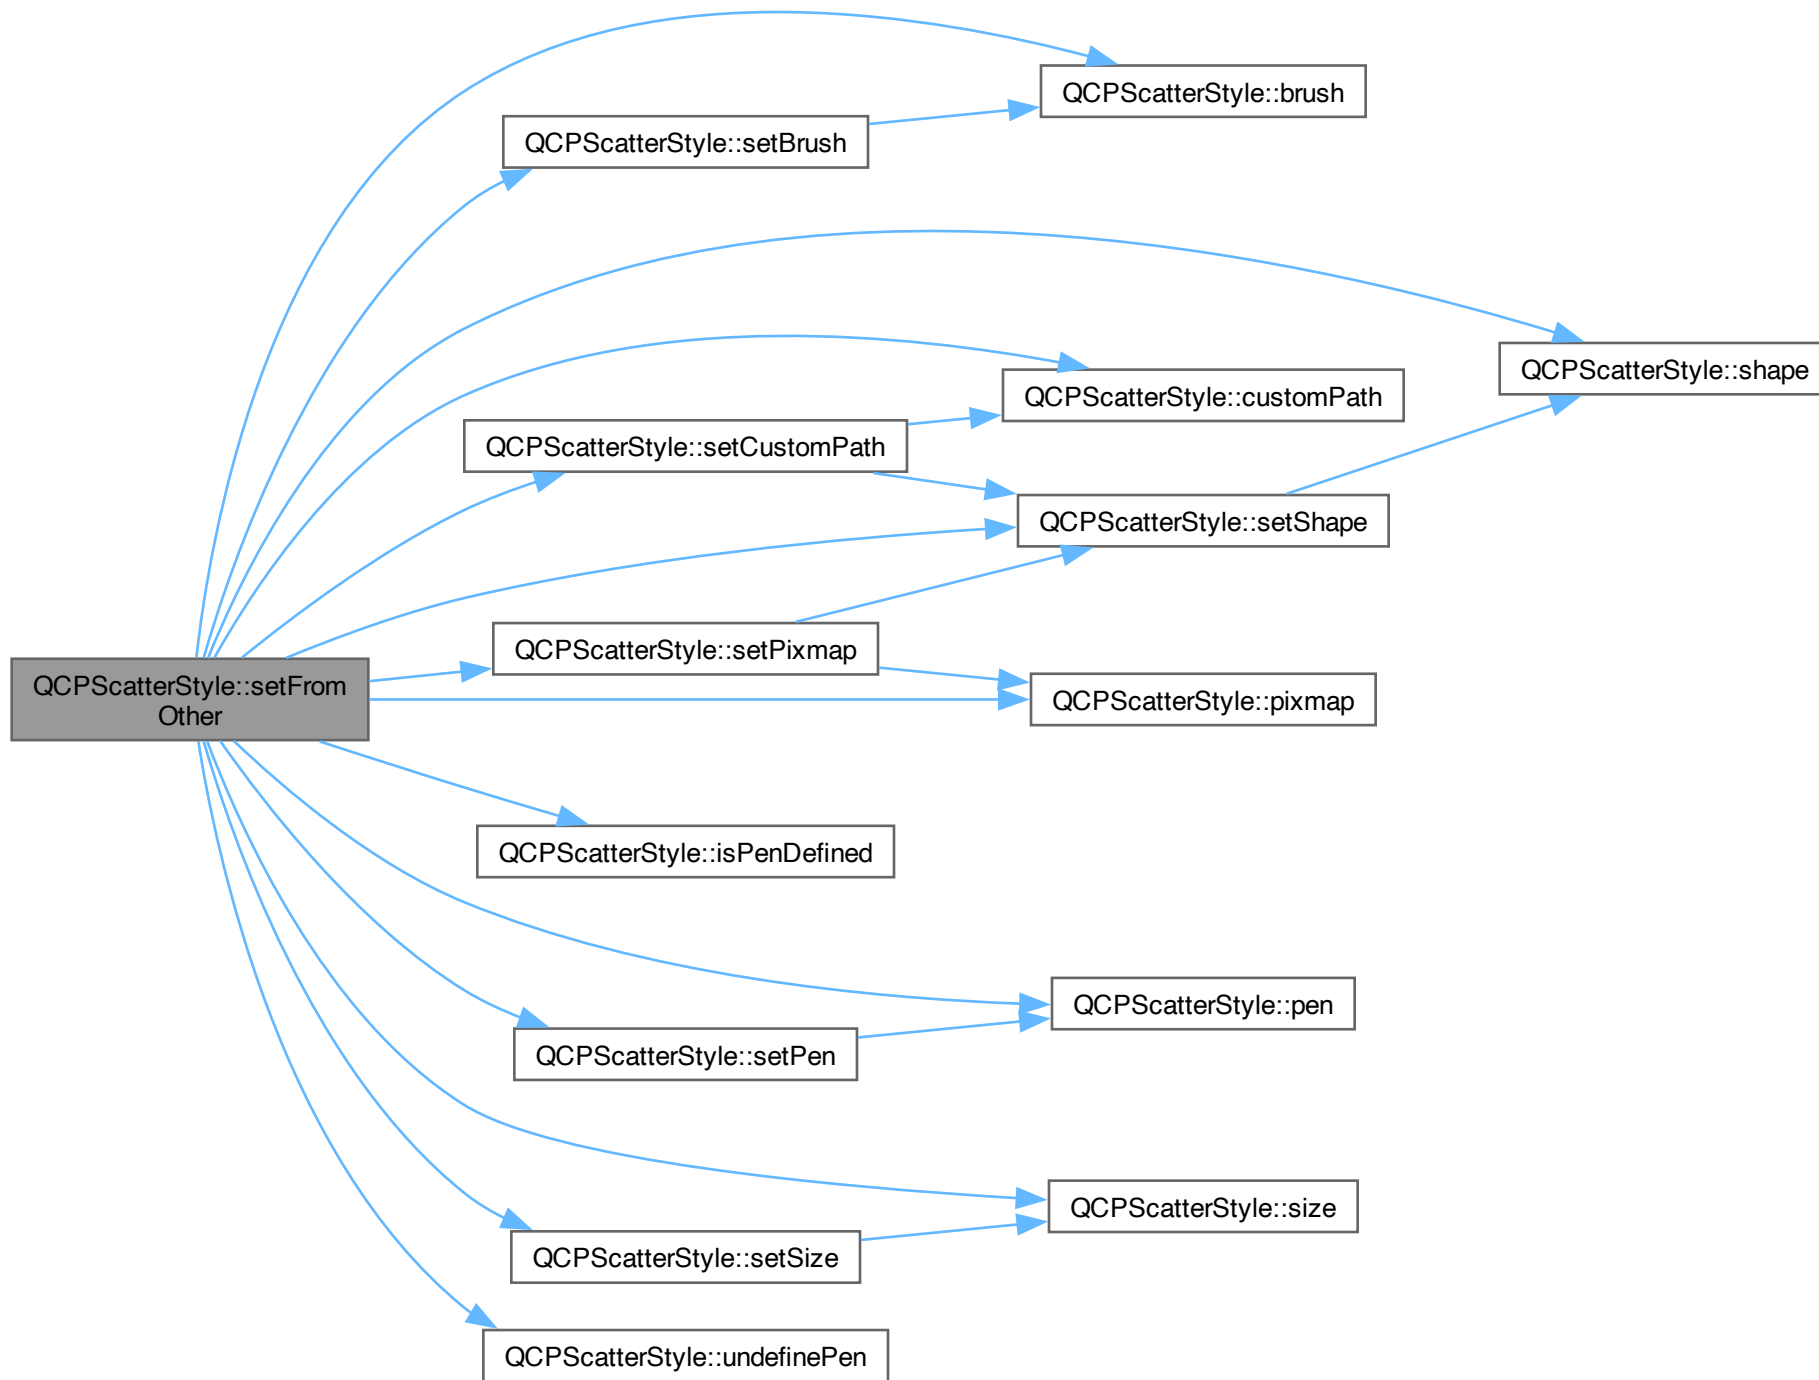 QCPScatterStyle::brush
QCPScatterStyle::setBrush
QCPScatterStyle::shape
QCPScatterStyle::customPath
QCPScatterStyle::setCustomPath
QCPScatterStyle::setShape
QCPScatterStyle::setPixmap
QCPScatterStyle::setFrom
Other
QCPScatterStyle::pixmap
QCPScatterStyle::isPenDefined
QCPScatterStyle::pen
QCPScatterStyle::setPen
QCPScatterStyle::size
QCPScatterStyle::setSize
QCPScatterStyle::undefinePen